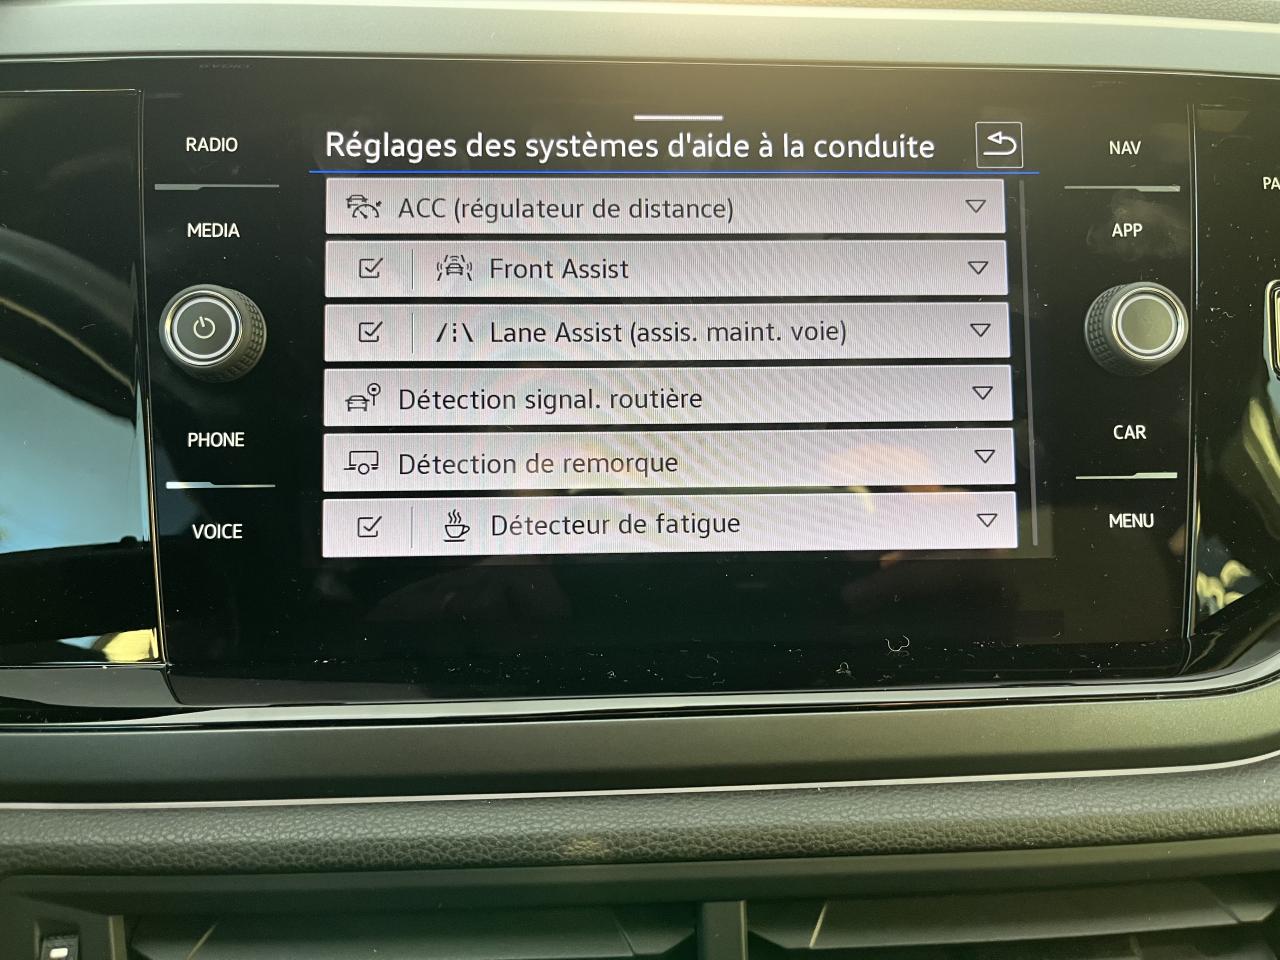 RADIO
MEDIA
PHONE
VOICE
Réglages des systèmes d'aide à la conduite
ACC (régulateur de distance)
Front Assist
Lane Assist (assis. maint. voie)
Détection signal. routière
Détection de remorque
Détecteur de fatigue
NAV
APP
CAR
MENU